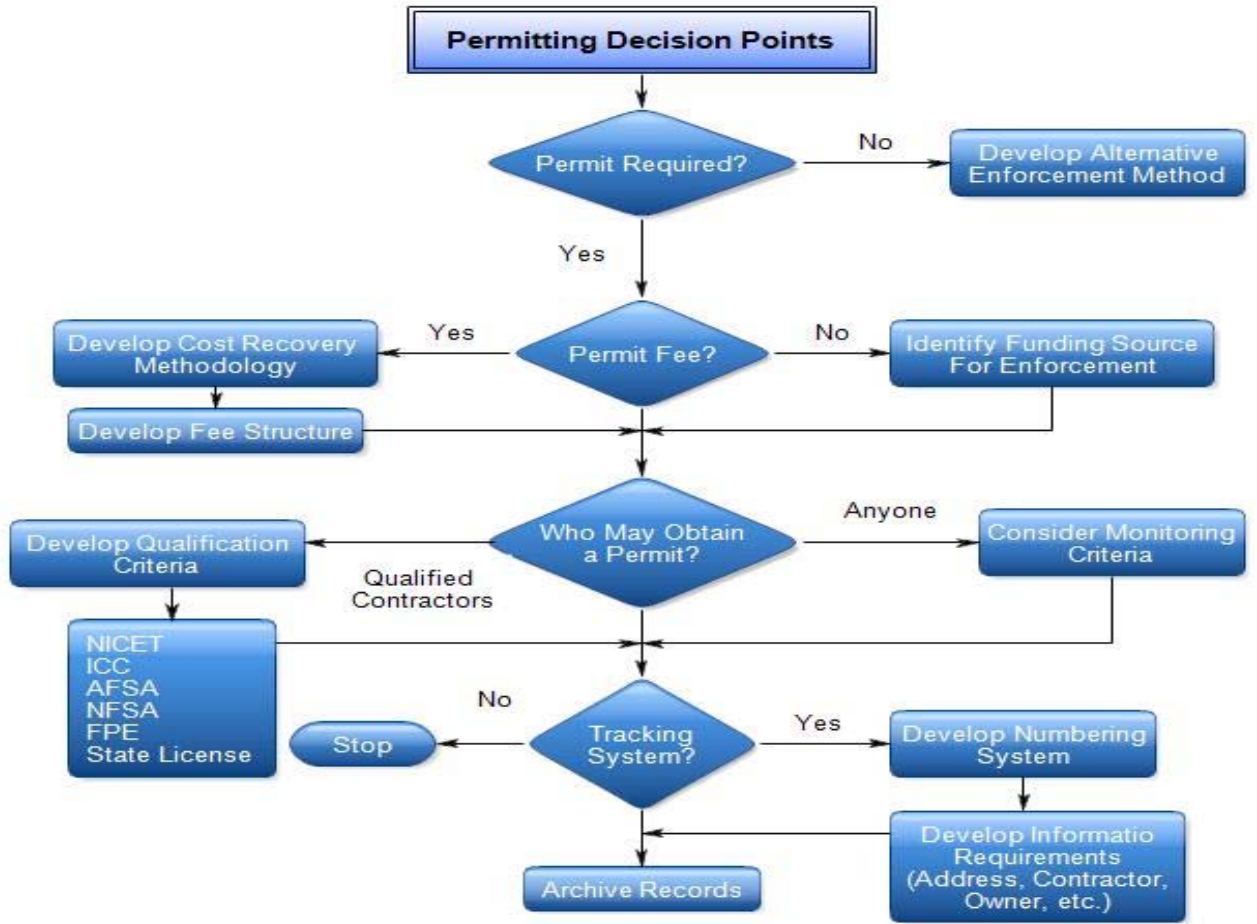 Permitting Decision Points
Permit Required?
No
Develop Alternative
Enforcement Method
Yes
Develop Cost Recovery
Methodology
Yes
Permit Fee?
No
Identify Funding Source
For Enforcement
Develop Fee Structure
Develop Qualification
Criteria
Qualified
Contractors
Who May Obtain
a Permit?
Anyone
Consider Monitoring
Criteria
NICET
ICC
AFSA
NFSA
FPE
State License
Stop
No
Tracking
System?
Yes
Develop Numbering
System
Develop Informatio
Requirements
(Address, Contractor,
Owner, etc.)
Archive Records